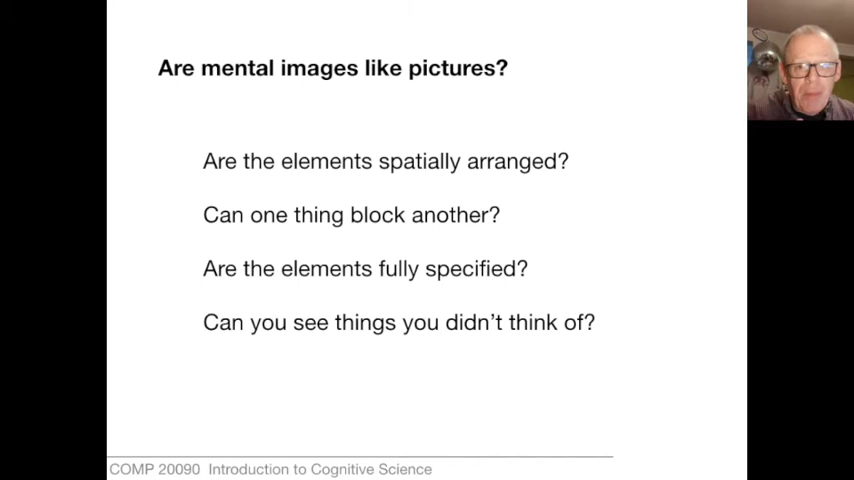 Are mental images like pictures?
Are the elements spatially arranged?
Can one thing block another?
Are the elements fully specified?
Can you see things you didn’t think of?
COMP 20090 Introduction to Cognitive Science